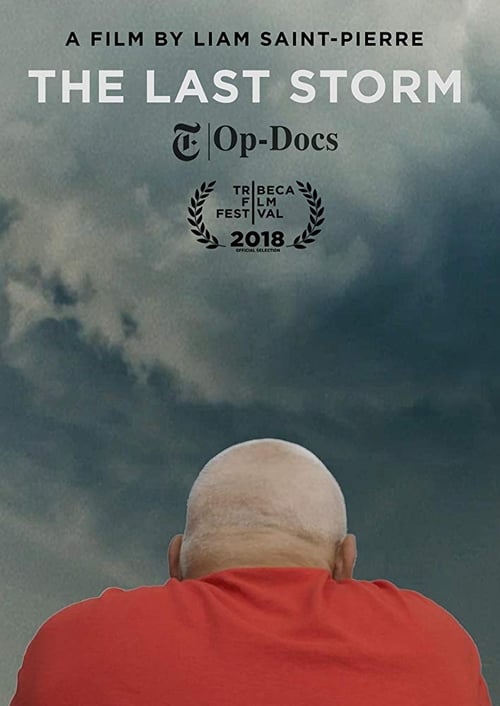 A FILM BY LIAM SAINT-PIERRE
THE LAST STORM
T | Op-Docs
TRIBECA
FILM
FESTIVAL
2018
OFFICIAL SELECTION